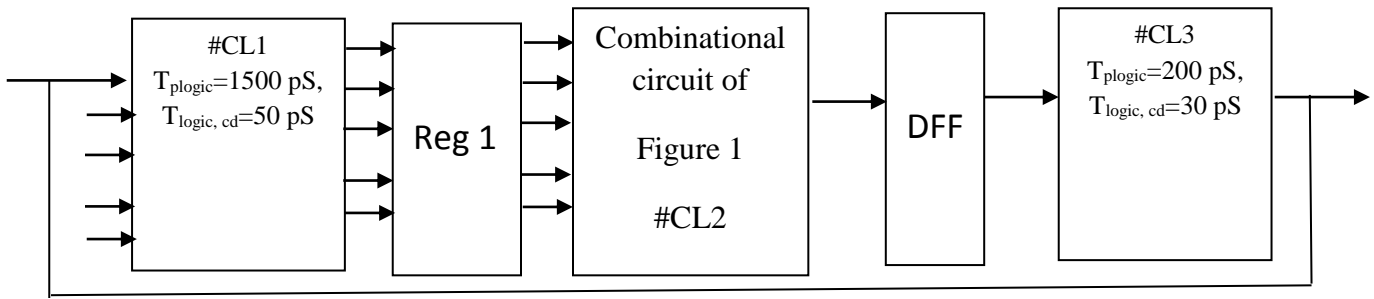 #CL1
Tplogic=1500 pS,
Tlogic, cd=50 pS
Reg 1
Combinational
circuit of
Figure 1
#CL2
DFF
#CL3
Tplogic=200 pS,
Tlogic, cd=30 pS